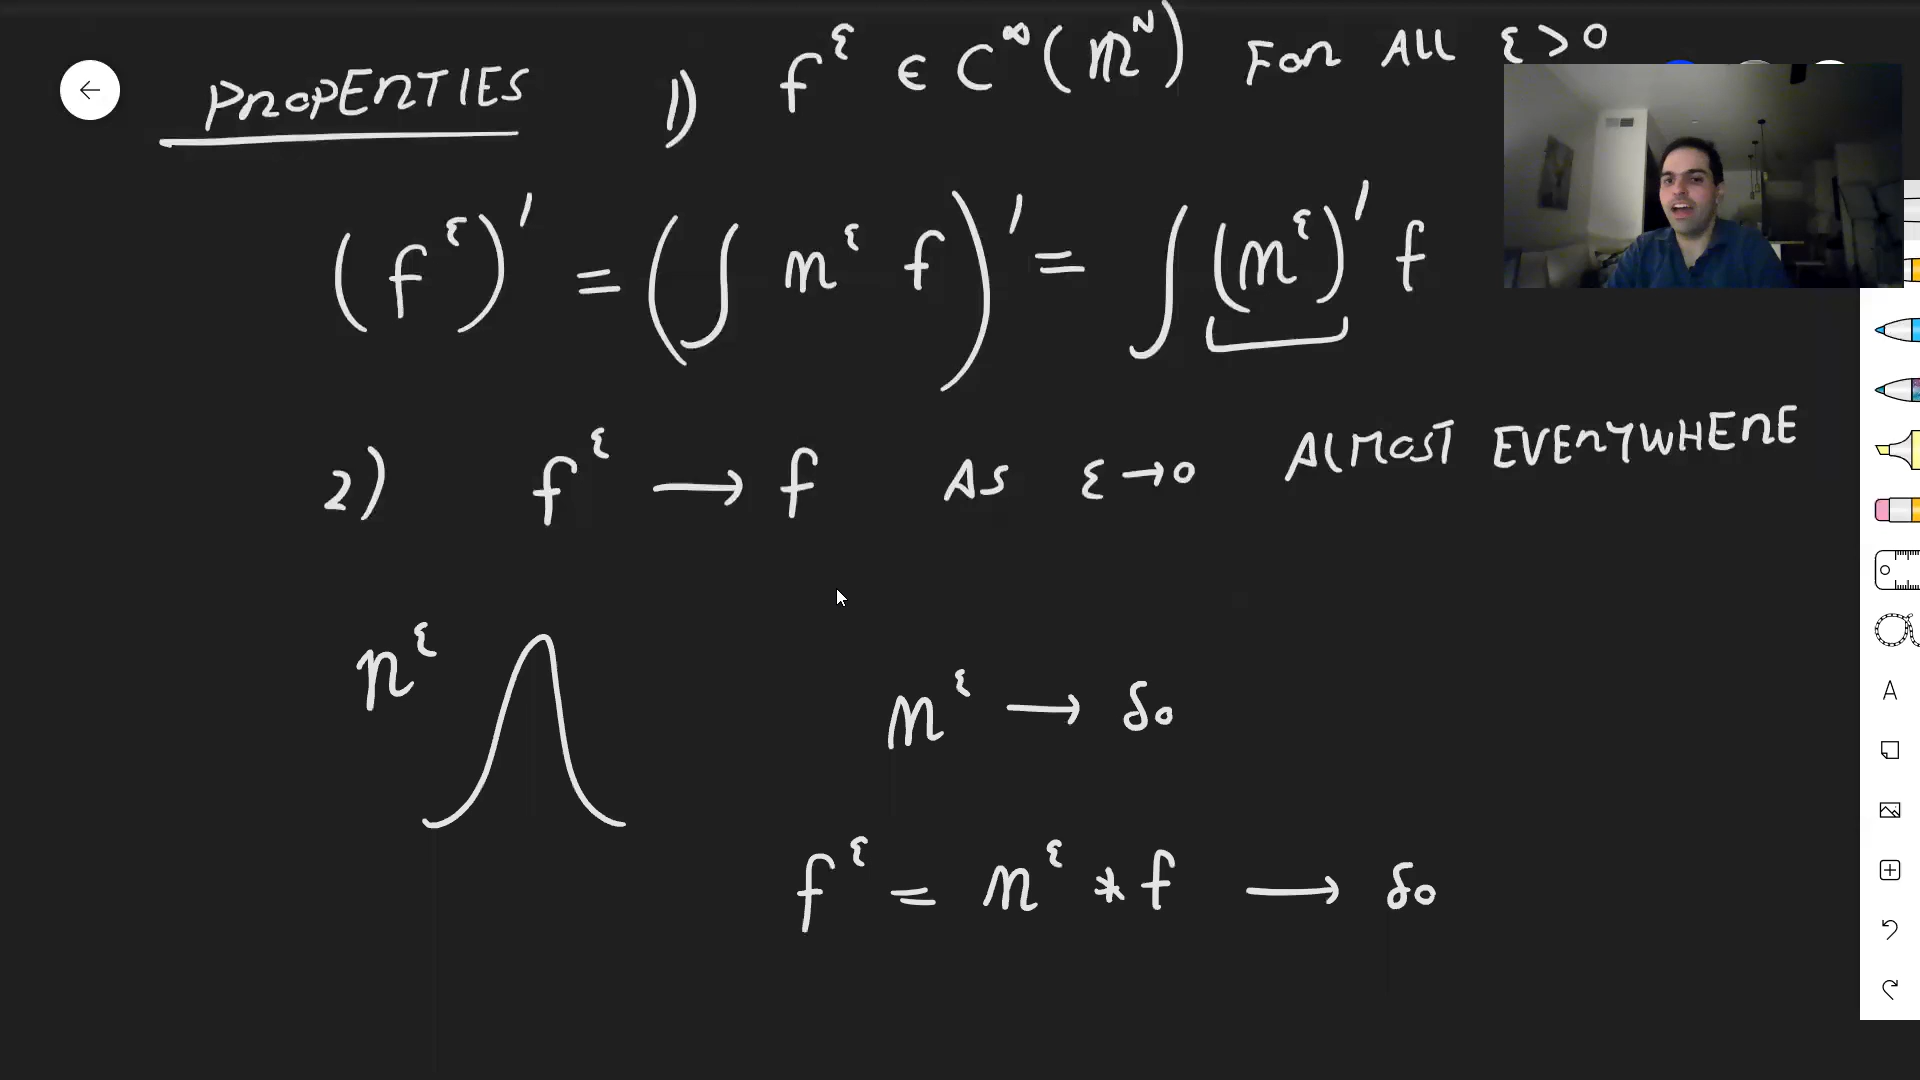 PROPERTIES 1) f^ε ∈ C^∞(ℝ^N) FOR ALL ε > 0
(f^ε)' = (∫ η^ε f)' = ∫ (η^ε)' f
2) f^ε → f AS ε → 0 ALMOST EVERYWHERE
η^ε
η^ε → δ₀
f^ε = η^ε * f → δ₀
A